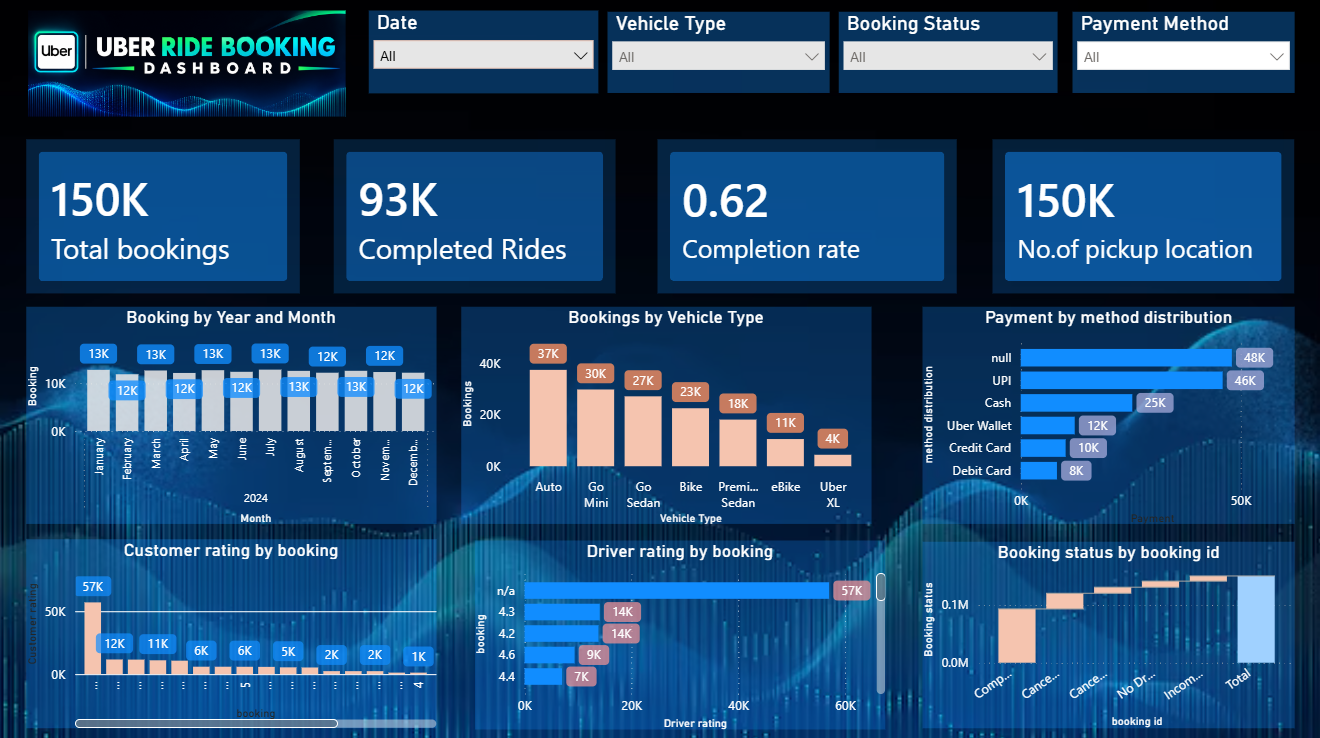 Uber
UBER RIDE BOOKING
DASHBOARD
Date
All
Vehicle Type
All
Booking Status
All
Payment Method
All
150K
Total bookings
93K
Completed Rides
0.62
Completion rate
150K
No.of pickup location
Booking by Year and Month
Booking
10K
0K
13K
12K
13K
12K
13K
12K
13K
13K
12K
13K
12K
12K
January
February
March
April
May
June
July
August
Septem...
October
Novem...
Decemb...
2024
Month
Bookings by Vehicle Type
Bookings
40K
20K
0K
37K
30K
27K
23K
18K
11K
4K
Auto
Go Mini
Go Sedan
Bike
Premi... Sedan
eBike
Uber XL
Vehicle Type
Payment by method distribution
method distribution
null 48K
UPI 46K
Cash 25K
Uber Wallet 12K
Credit Card 10K
Debit Card 8K
0K 50K
Customer rating by booking
Customer rating
50K
0K
57K
12K
11K
6K
6K
5K
2K
2K
1K
5
4
booking
Driver rating by booking
booking
n/a 57K
4.3 14K
4.2 14K
4.6 9K
4.4 7K
0K 20K 40K 60K
Driver rating
Booking status by booking id
Booking status
0.1M
0.0M
Comp...
Cance...
Cance...
No Dr...
Incom...
Total
booking id